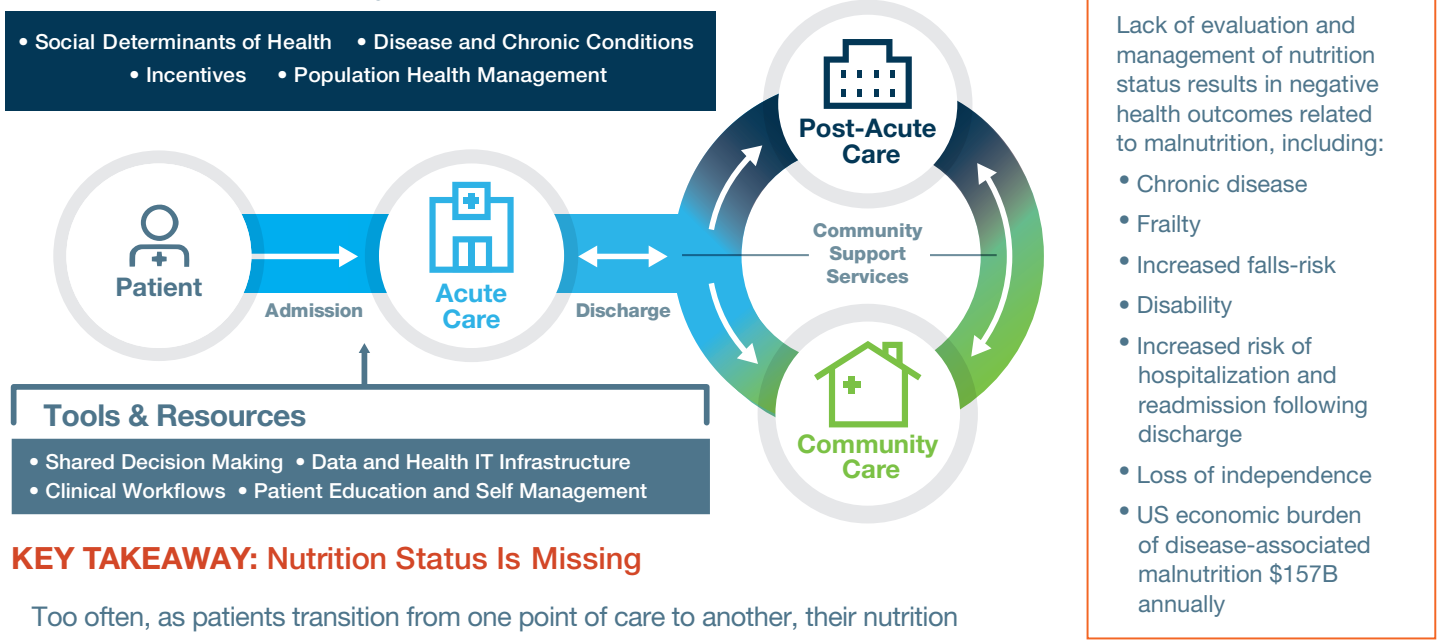 • Social Determinants of Health • Disease and Chronic Conditions
• Incentives • Population Health Management
Patient
Admission
Acute
Care
Discharge
Post-Acute
Care
Community
Support
Services
Community
Care
Tools & Resources
• Shared Decision Making • Data and Health IT Infrastructure
• Clinical Workflows • Patient Education and Self Management
KEY TAKEAWAY: Nutrition Status Is Missing
Too often, as patients transition from one point of care to another, their nutrition
Lack of evaluation and
management of nutrition
status results in negative
health outcomes related
to malnutrition, including:
• Chronic disease
• Frailty
• Increased falls-risk
• Disability
• Increased risk of
hospitalization and
readmission following
discharge
• Loss of independence
• US economic burden
of disease-associated
malnutrition $157B
annually